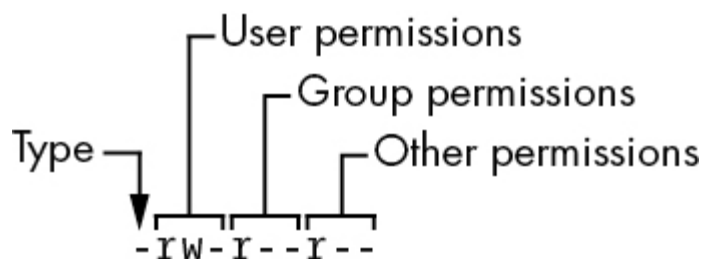 User permissions
Group permissions
Type
Other permissions
-rw-r--r--